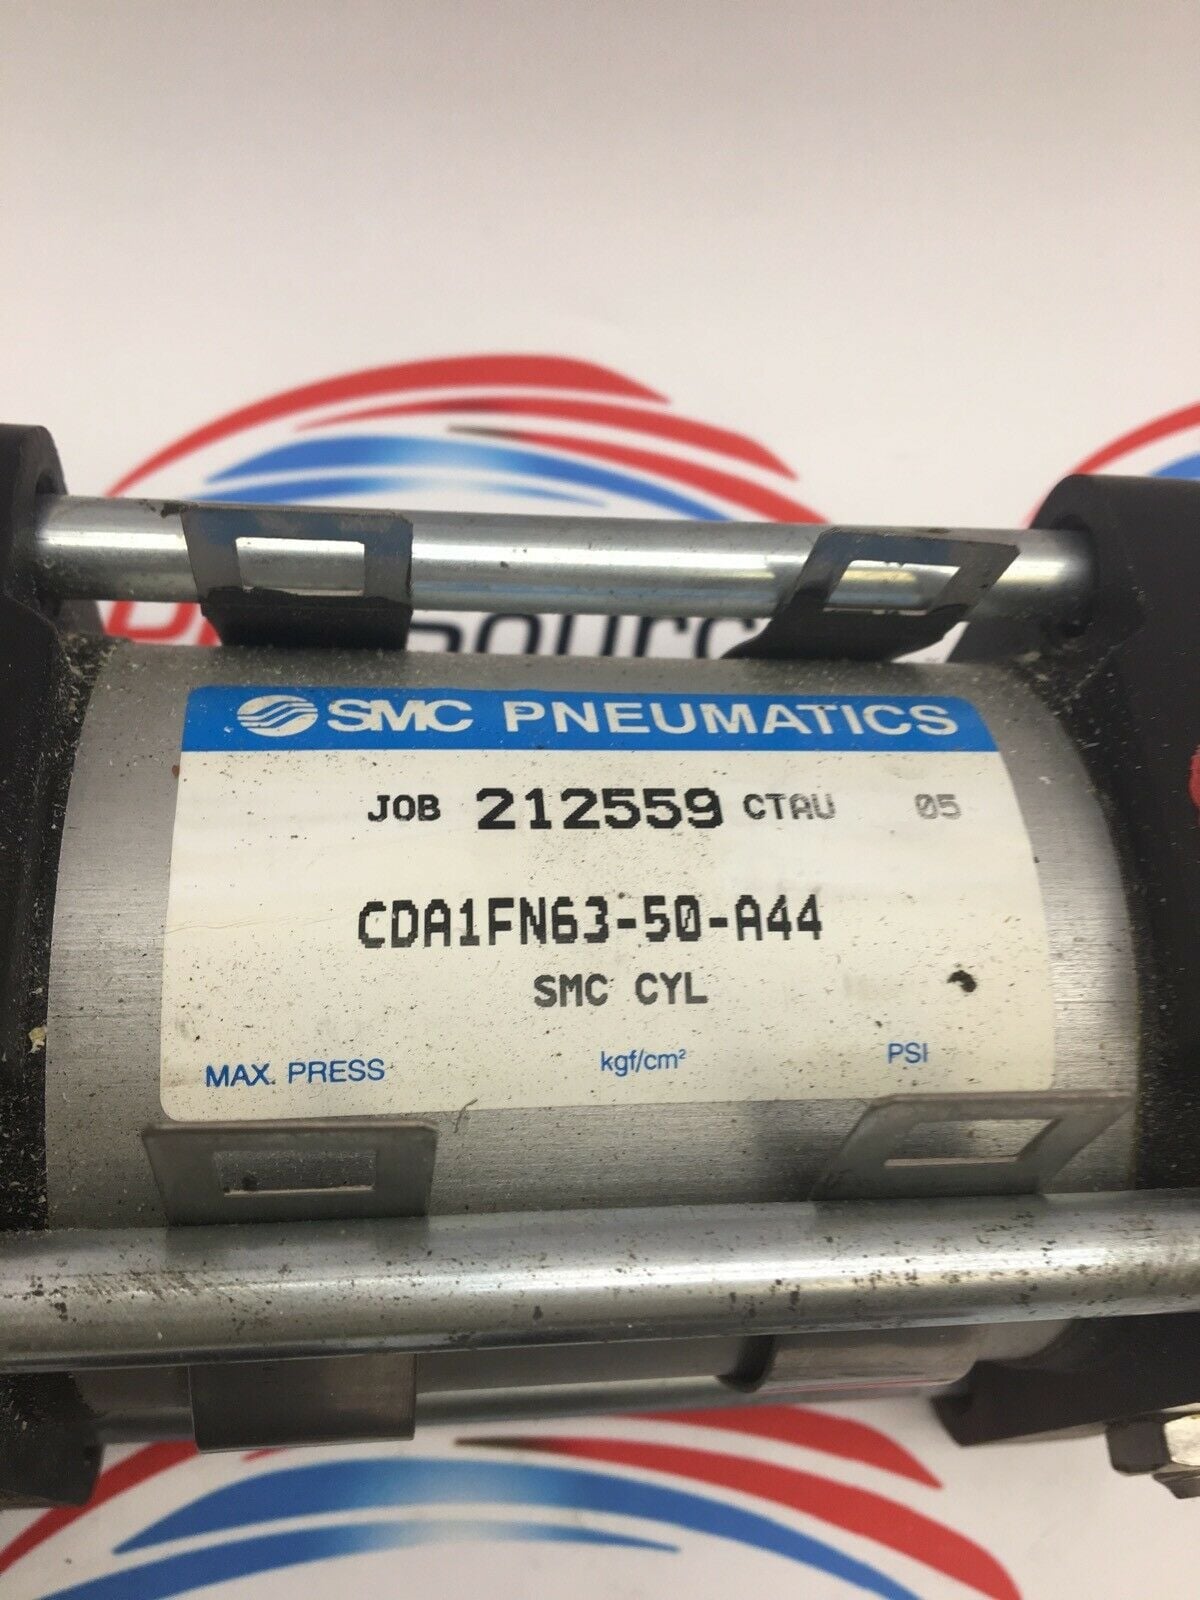 SMC PNEUMATICS
JOB 212559 CTAU 05
CDA1FN63-50-A44
SMC CYL
MAX. PRESS kgf/cm² PSI